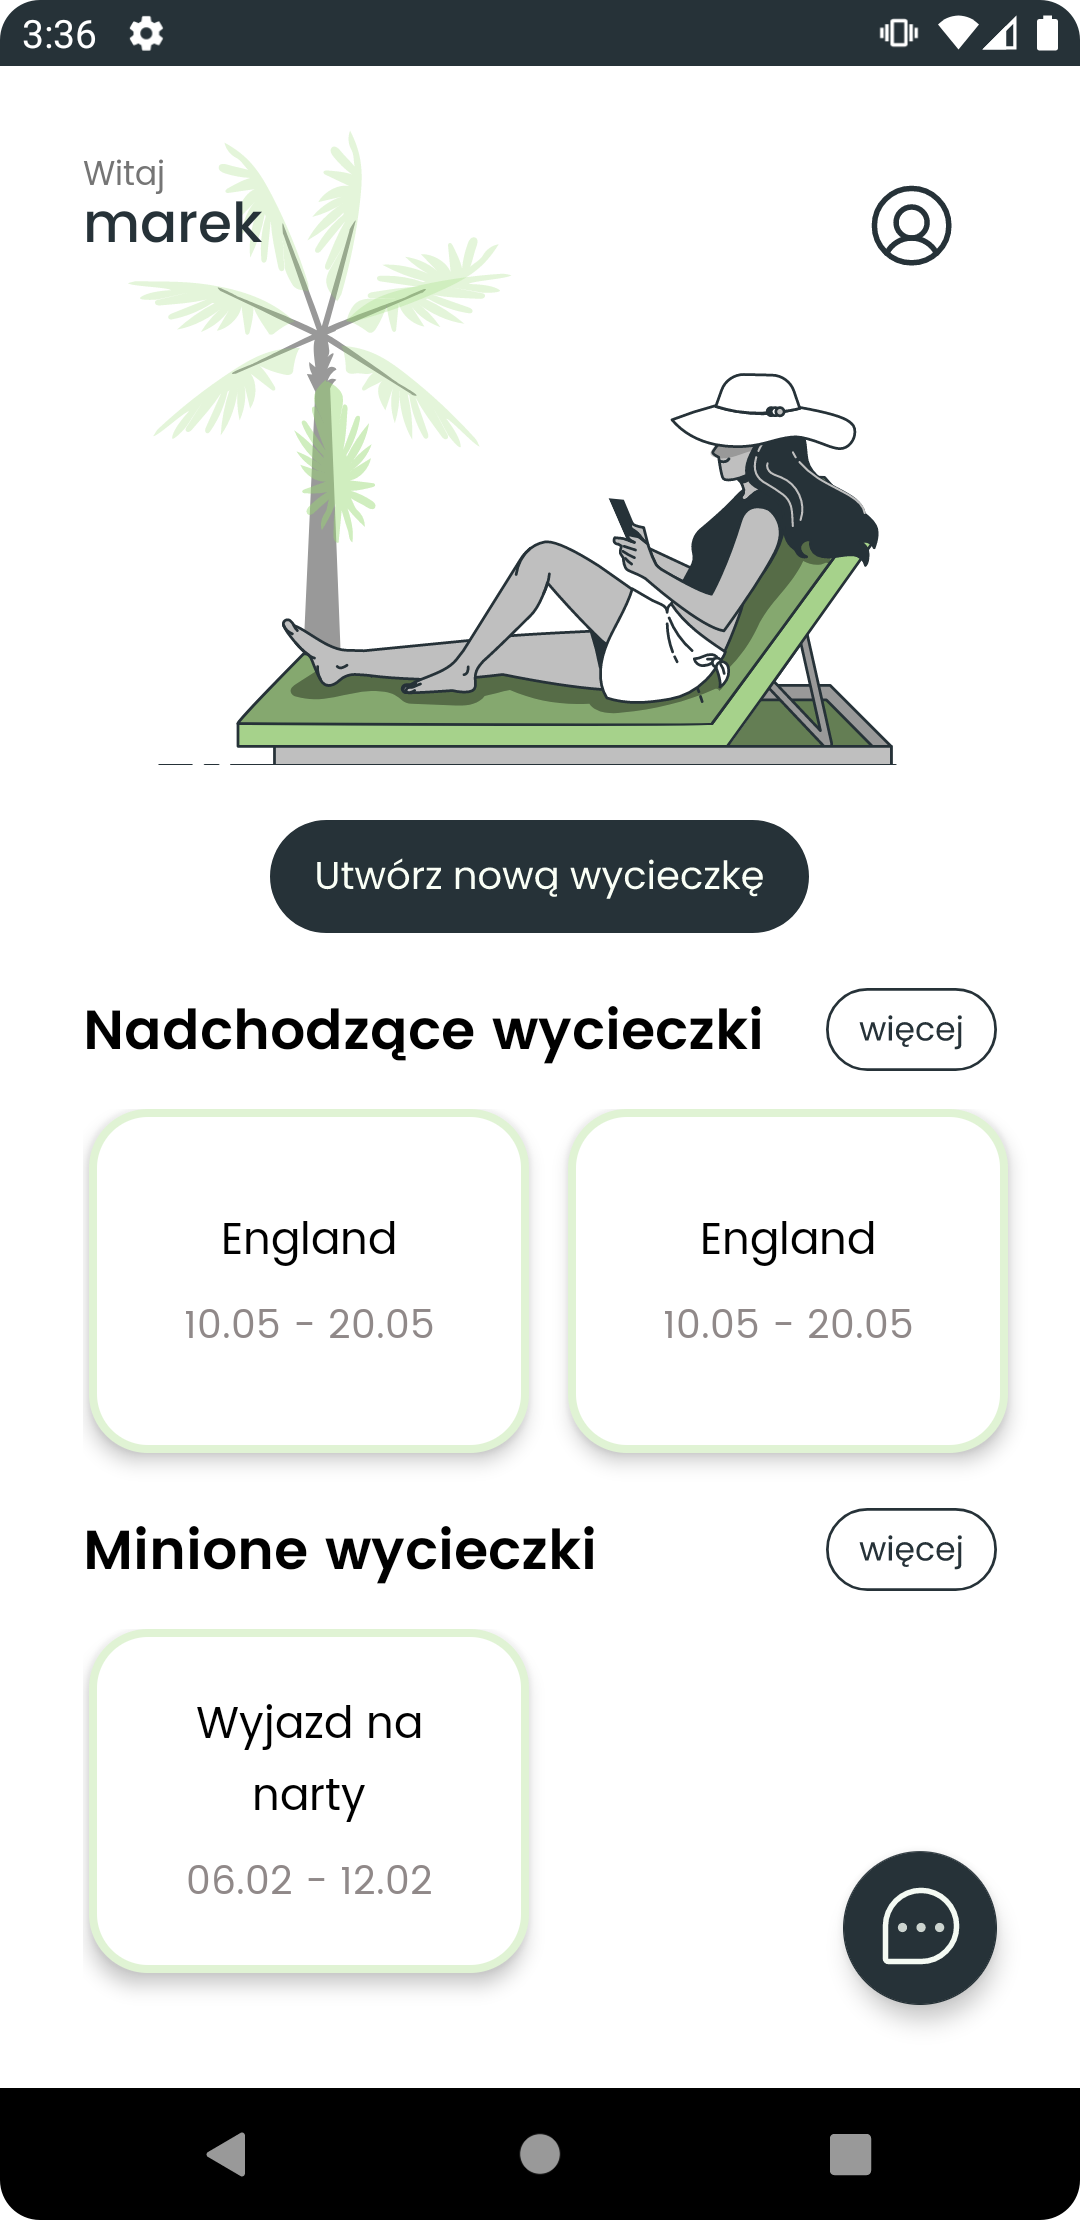 3:36
Witaj
marek
Utwórz nową wycieczkę
Nadchodzące wycieczki
więcej
England
10.05 - 20.05
England
10.05 - 20.05
Minione wycieczki
więcej
Wyjazd na
narty
06.02 - 12.02